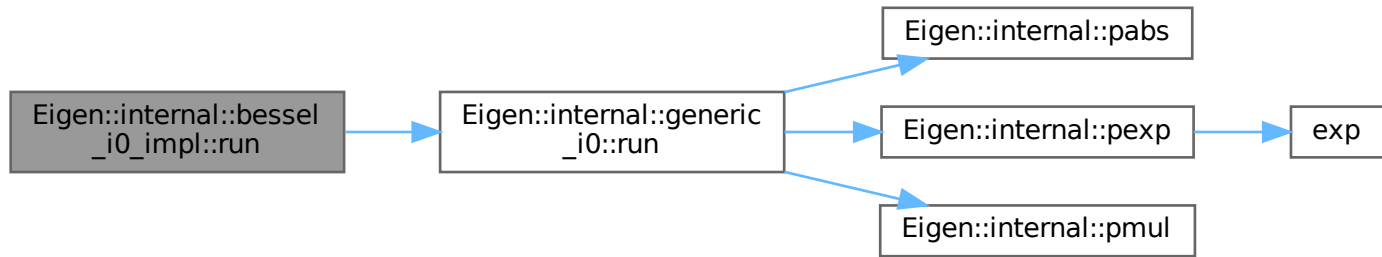 Eigen::internal::bessel
_i0_impl::run
Eigen::internal::generic
_i0::run
Eigen::internal::pabs
Eigen::internal::pexp
exp
Eigen::internal::pmul